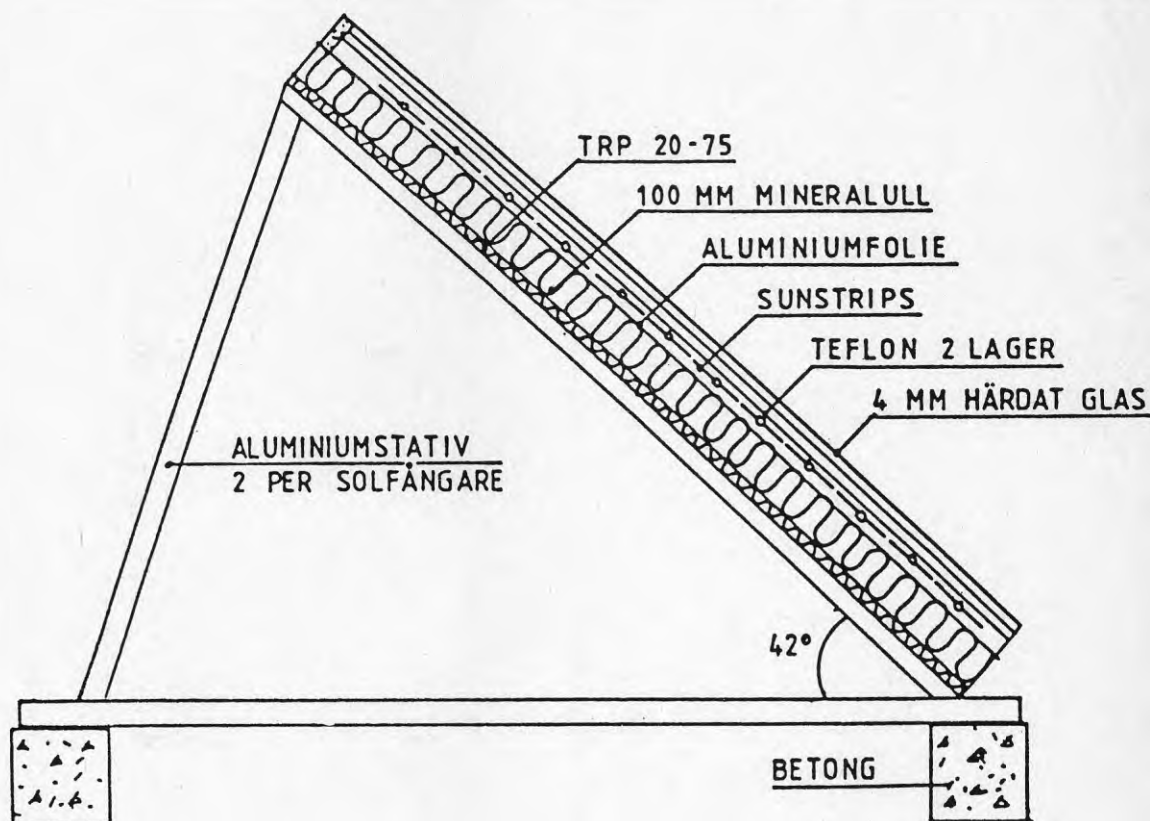 TRP 20-75
100 MM MINERALULL
ALUMINIUMFOLIE
SUNSTRIPS
TEFLON 2 LAGER
4 MM HÄRDAT GLAS
ALUMINIUMSTATIV
2 PER SOLFÅNGARE
42°
BETONG